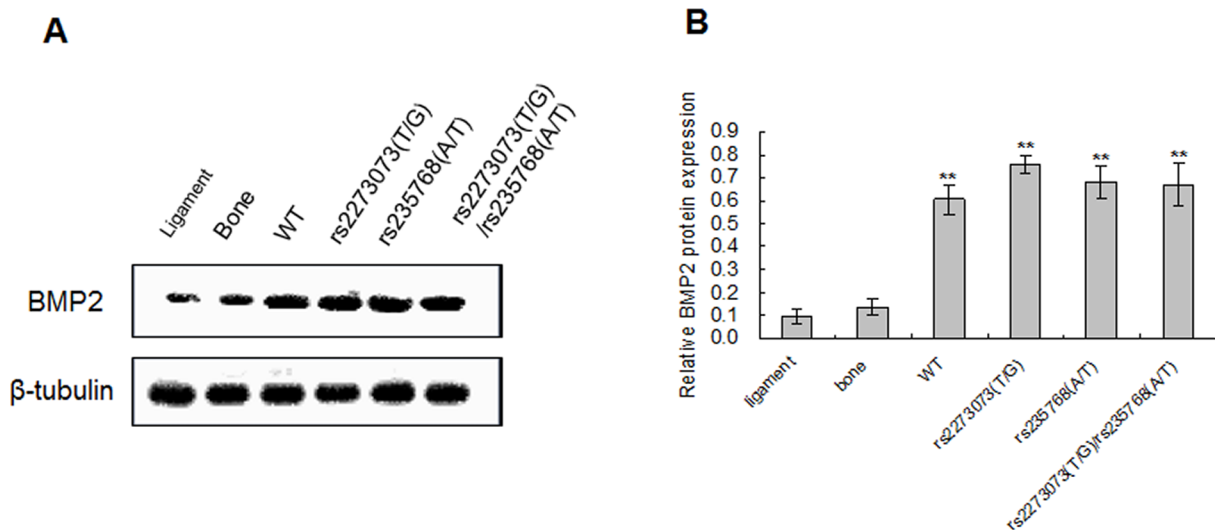 A
Ligament
Bone
WT
rs2273073(T/G)
rs235768(A/T)
rs2273073(T/G)
/rs235768(A/T)
BMP2
β-tubulin
B
Relative BMP2 protein expression
0.9
0.8
0.7
0.6
0.5
0.4
0.3
0.2
0.1
0.0
**
**
**
**
ligament
bone
WT
rs2273073(T/G)
rs235768(A/T)
rs2273073(T/G)/rs235768(A/T)